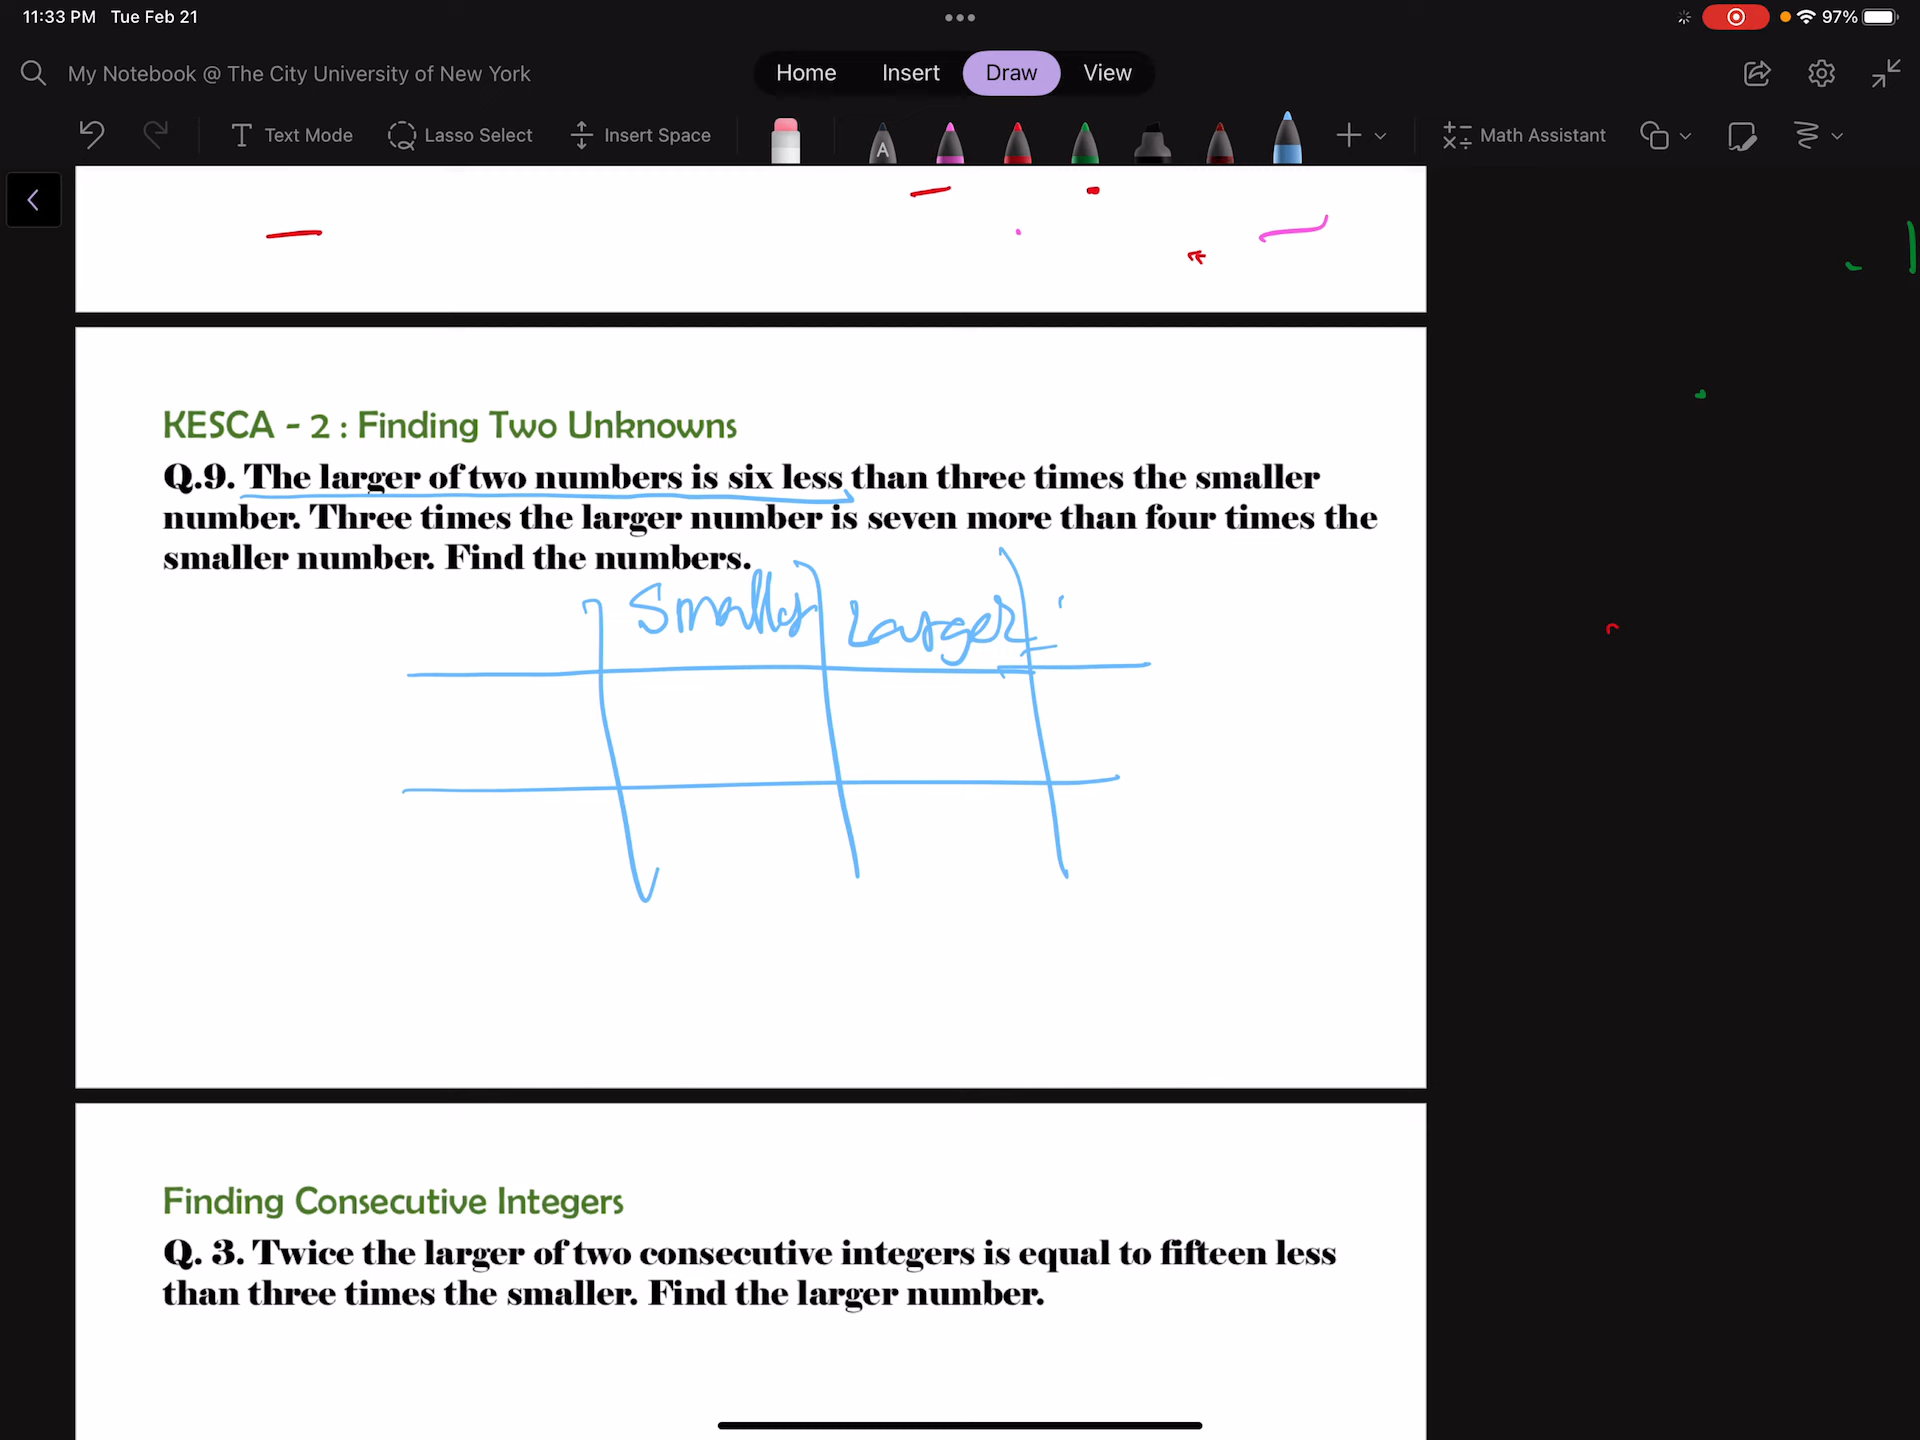 11:33 PM Tue Feb 21
97%
My Notebook @ The City University of New York
Home Insert Draw View
Text Mode Lasso Select Insert Space A Math Assistant
KESCA - 2 : Finding Two Unknowns
Q.9. The larger of two numbers is six less than three times the smaller
number. Three times the larger number is seven more than four times the
smaller number. Find the numbers.
Smaller Larger
Finding Consecutive Integers
Q. 3. Twice the larger of two consecutive integers is equal to fifteen less
than three times the smaller. Find the larger number.